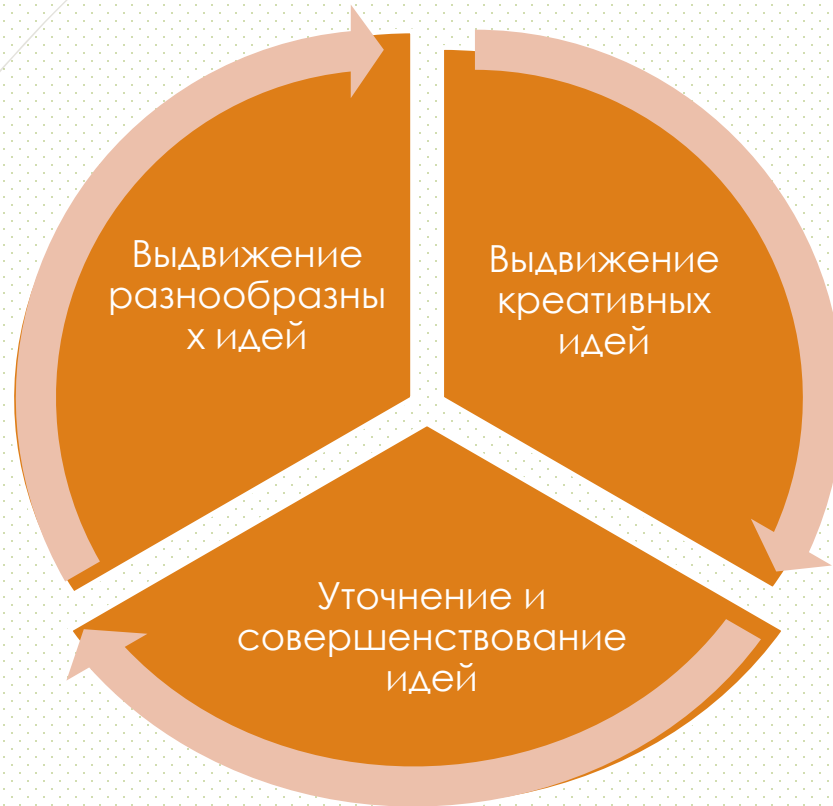 Выдвижение
разнообразны
х идей
Выдвижение
креативных
идей
Уточнение и
совершенствование
идей